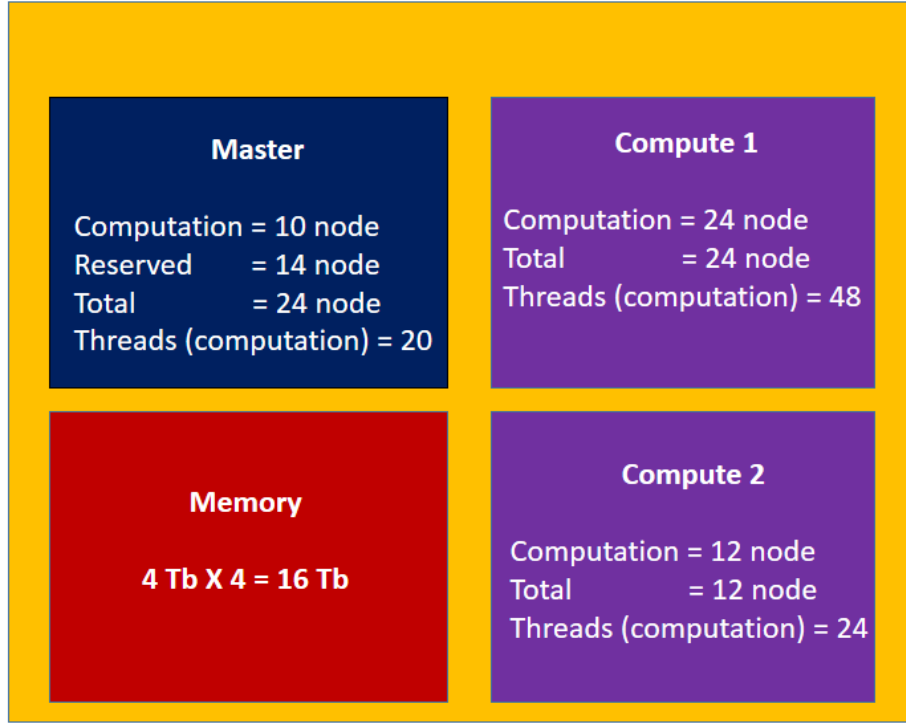 Master
Computation = 10 node
Reserved = 14 node
Total = 24 node
Threads (computation) = 20
Compute 1
Computation = 24 node
Total = 24 node
Threads (computation) = 48
Memory
4 Tb X 4 = 16 Tb
Compute 2
Computation = 12 node
Total = 12 node
Threads (computation) = 24